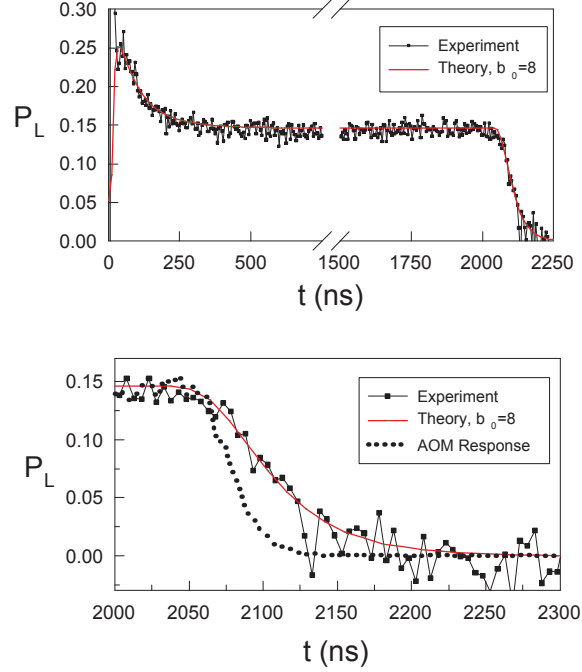 0.30
0.25
0.20
0.15
0.10
0.05
0.00
P_L
Experiment
Theory, b_0=8
0 250 500 1500 1750 2000 2250
t (ns)
0.15
0.10
0.05
0.00
P_L
Experiment
Theory, b_0=8
AOM Response
2000 2050 2100 2150 2200 2250 2300
t (ns)